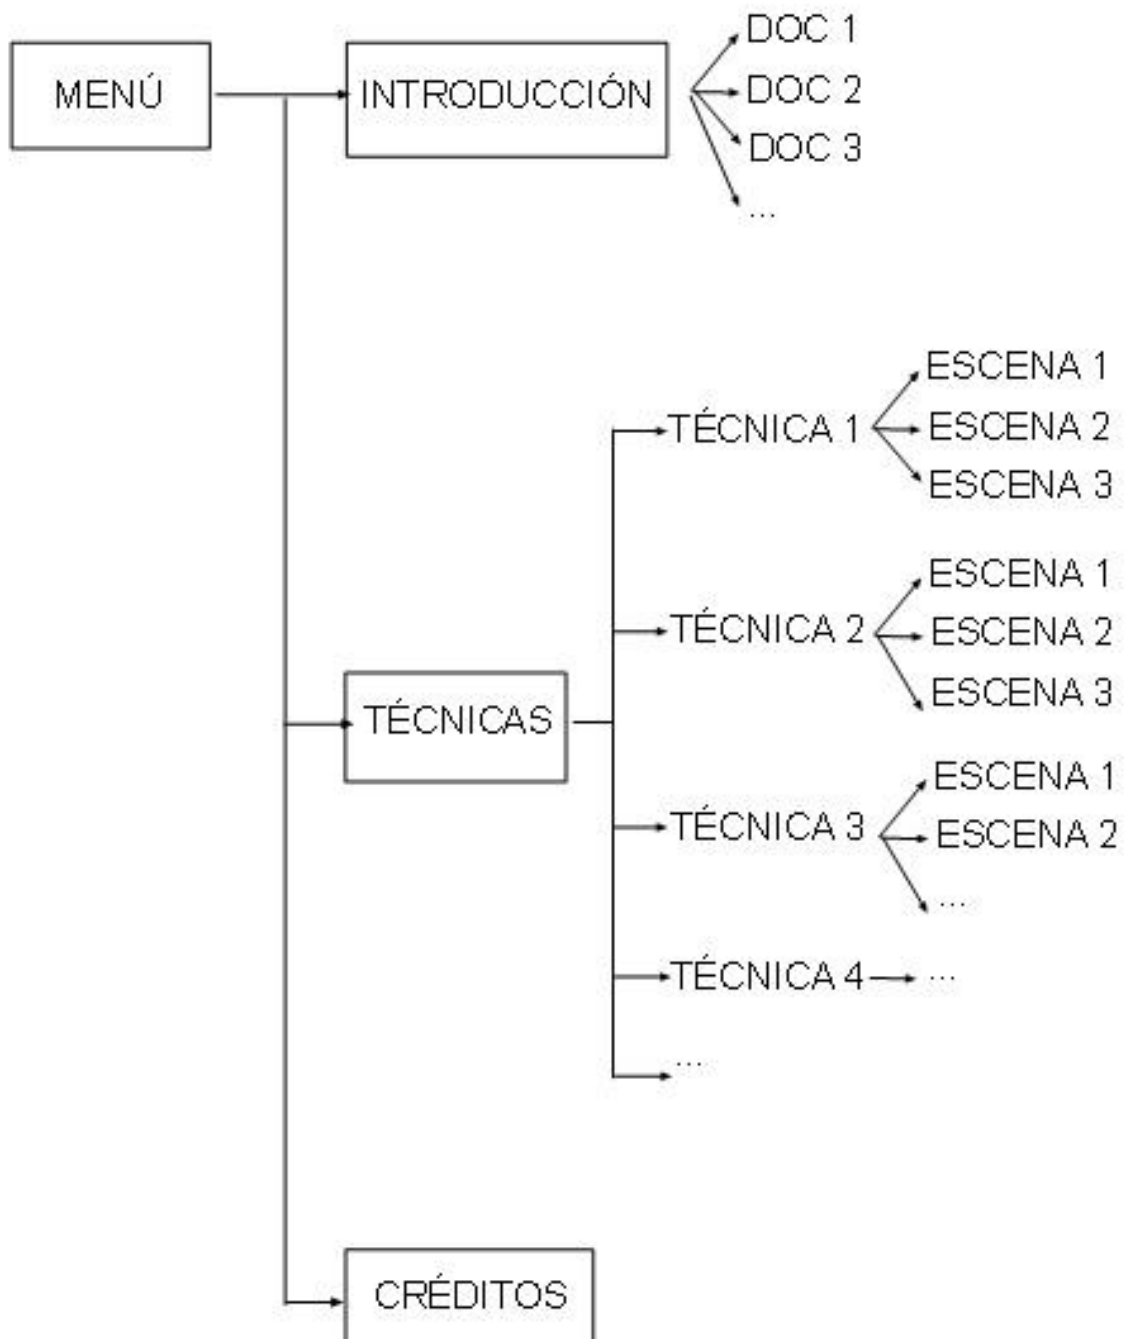 MENÚ
INTRODUCCIÓN
DOC 1
DOC 2
DOC 3
...
TÉCNICAS
TÉCNICA 1
ESCENA 1
ESCENA 2
ESCENA 3
TÉCNICA 2
ESCENA 1
ESCENA 2
ESCENA 3
TÉCNICA 3
ESCENA 1
ESCENA 2
...
TÉCNICA 4
...
...
CRÉDITOS